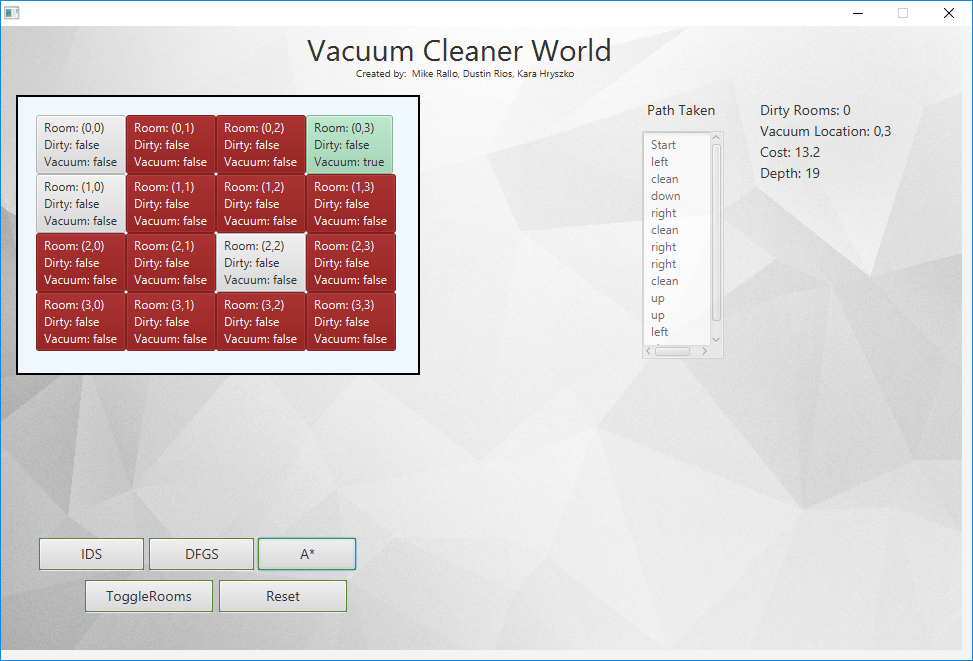 Vacuum Cleaner World
Created by: Mike Rallo, Dustin Rios, Kara Hryszko
Room: (0,0)
Dirty: false
Vacuum: false
Room: (0,1)
Dirty: false
Vacuum: false
Room: (0,2)
Dirty: false
Vacuum: false
Room: (0,3)
Dirty: false
Vacuum: true
Room: (1,0)
Dirty: false
Vacuum: false
Room: (1,1)
Dirty: false
Vacuum: false
Room: (1,2)
Dirty: false
Vacuum: false
Room: (1,3)
Dirty: false
Vacuum: false
Room: (2,0)
Dirty: false
Vacuum: false
Room: (2,1)
Dirty: false
Vacuum: false
Room: (2,2)
Dirty: false
Vacuum: false
Room: (2,3)
Dirty: false
Vacuum: false
Room: (3,0)
Dirty: false
Vacuum: false
Room: (3,1)
Dirty: false
Vacuum: false
Room: (3,2)
Dirty: false
Vacuum: false
Room: (3,3)
Dirty: false
Vacuum: false
Path Taken
Start
left
clean
down
right
clean
right
right
clean
up
up
left
Dirty Rooms: 0
Vacuum Location: 0,3
Cost: 13.2
Depth: 19
IDS
DFGS
A*
ToggleRooms
Reset